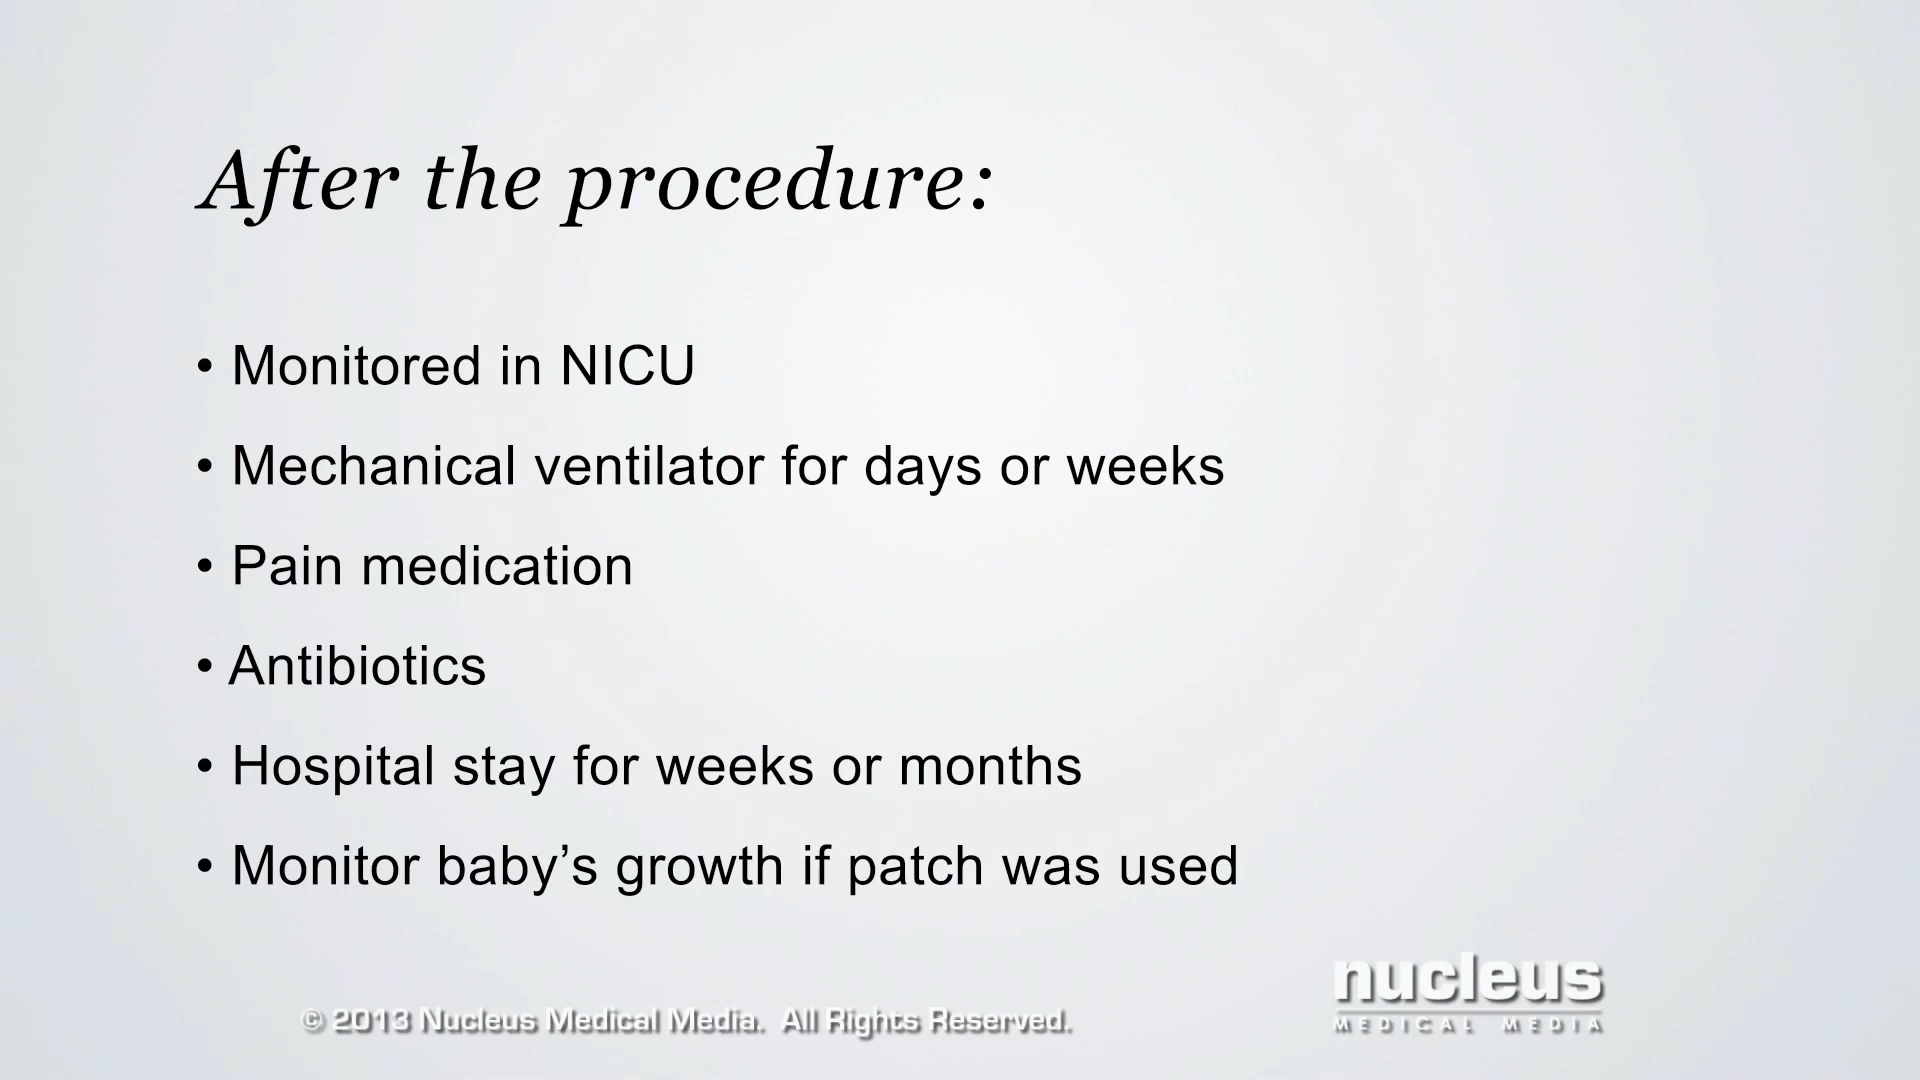 After the procedure:
• Monitored in NICU
• Mechanical ventilator for days or weeks
• Pain medication
• Antibiotics
• Hospital stay for weeks or months
• Monitor baby’s growth if patch was used
nucleus
MEDICAL MEDIA
© 2013 Nucleus Medical Media. All Rights Reserved.